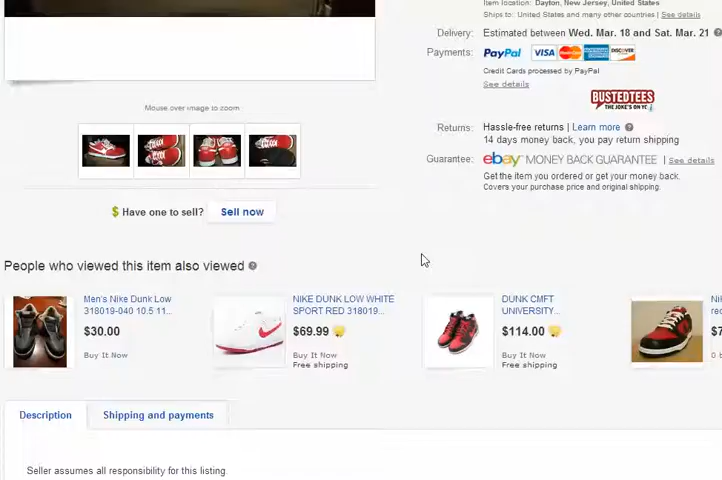 Item location: Dayton, New Jersey, United States
Ships to: United States and many other countries | See details
Delivery: Estimated between Wed. Mar. 18 and Sat. Mar. 21
Payments: PayPal VISA DISCOVER
Credit Cards processed by PayPal
See details
BUSTEDTEES
Returns: Hassle-free returns | Learn more
14 days money back, you pay return shipping
Guarantee: ebay MONEY BACK GUARANTEE | See details
Get the item you ordered or get your money back.
Covers your purchase price and original shipping.
Mouse over image to zoom
$ Have one to sell? Sell now
People who viewed this item also viewed
Men's Nike Dunk Low
318019-040 10.5 11...
$30.00
Buy It Now
NIKE DUNK LOW WHITE
SPORT RED 318019...
$69.99
Buy It Now
Free shipping
DUNK CMFT
UNIVERSITY...
$114.00
Buy It Now
Free shipping
Description Shipping and payments
Seller assumes all responsibility for this listing.